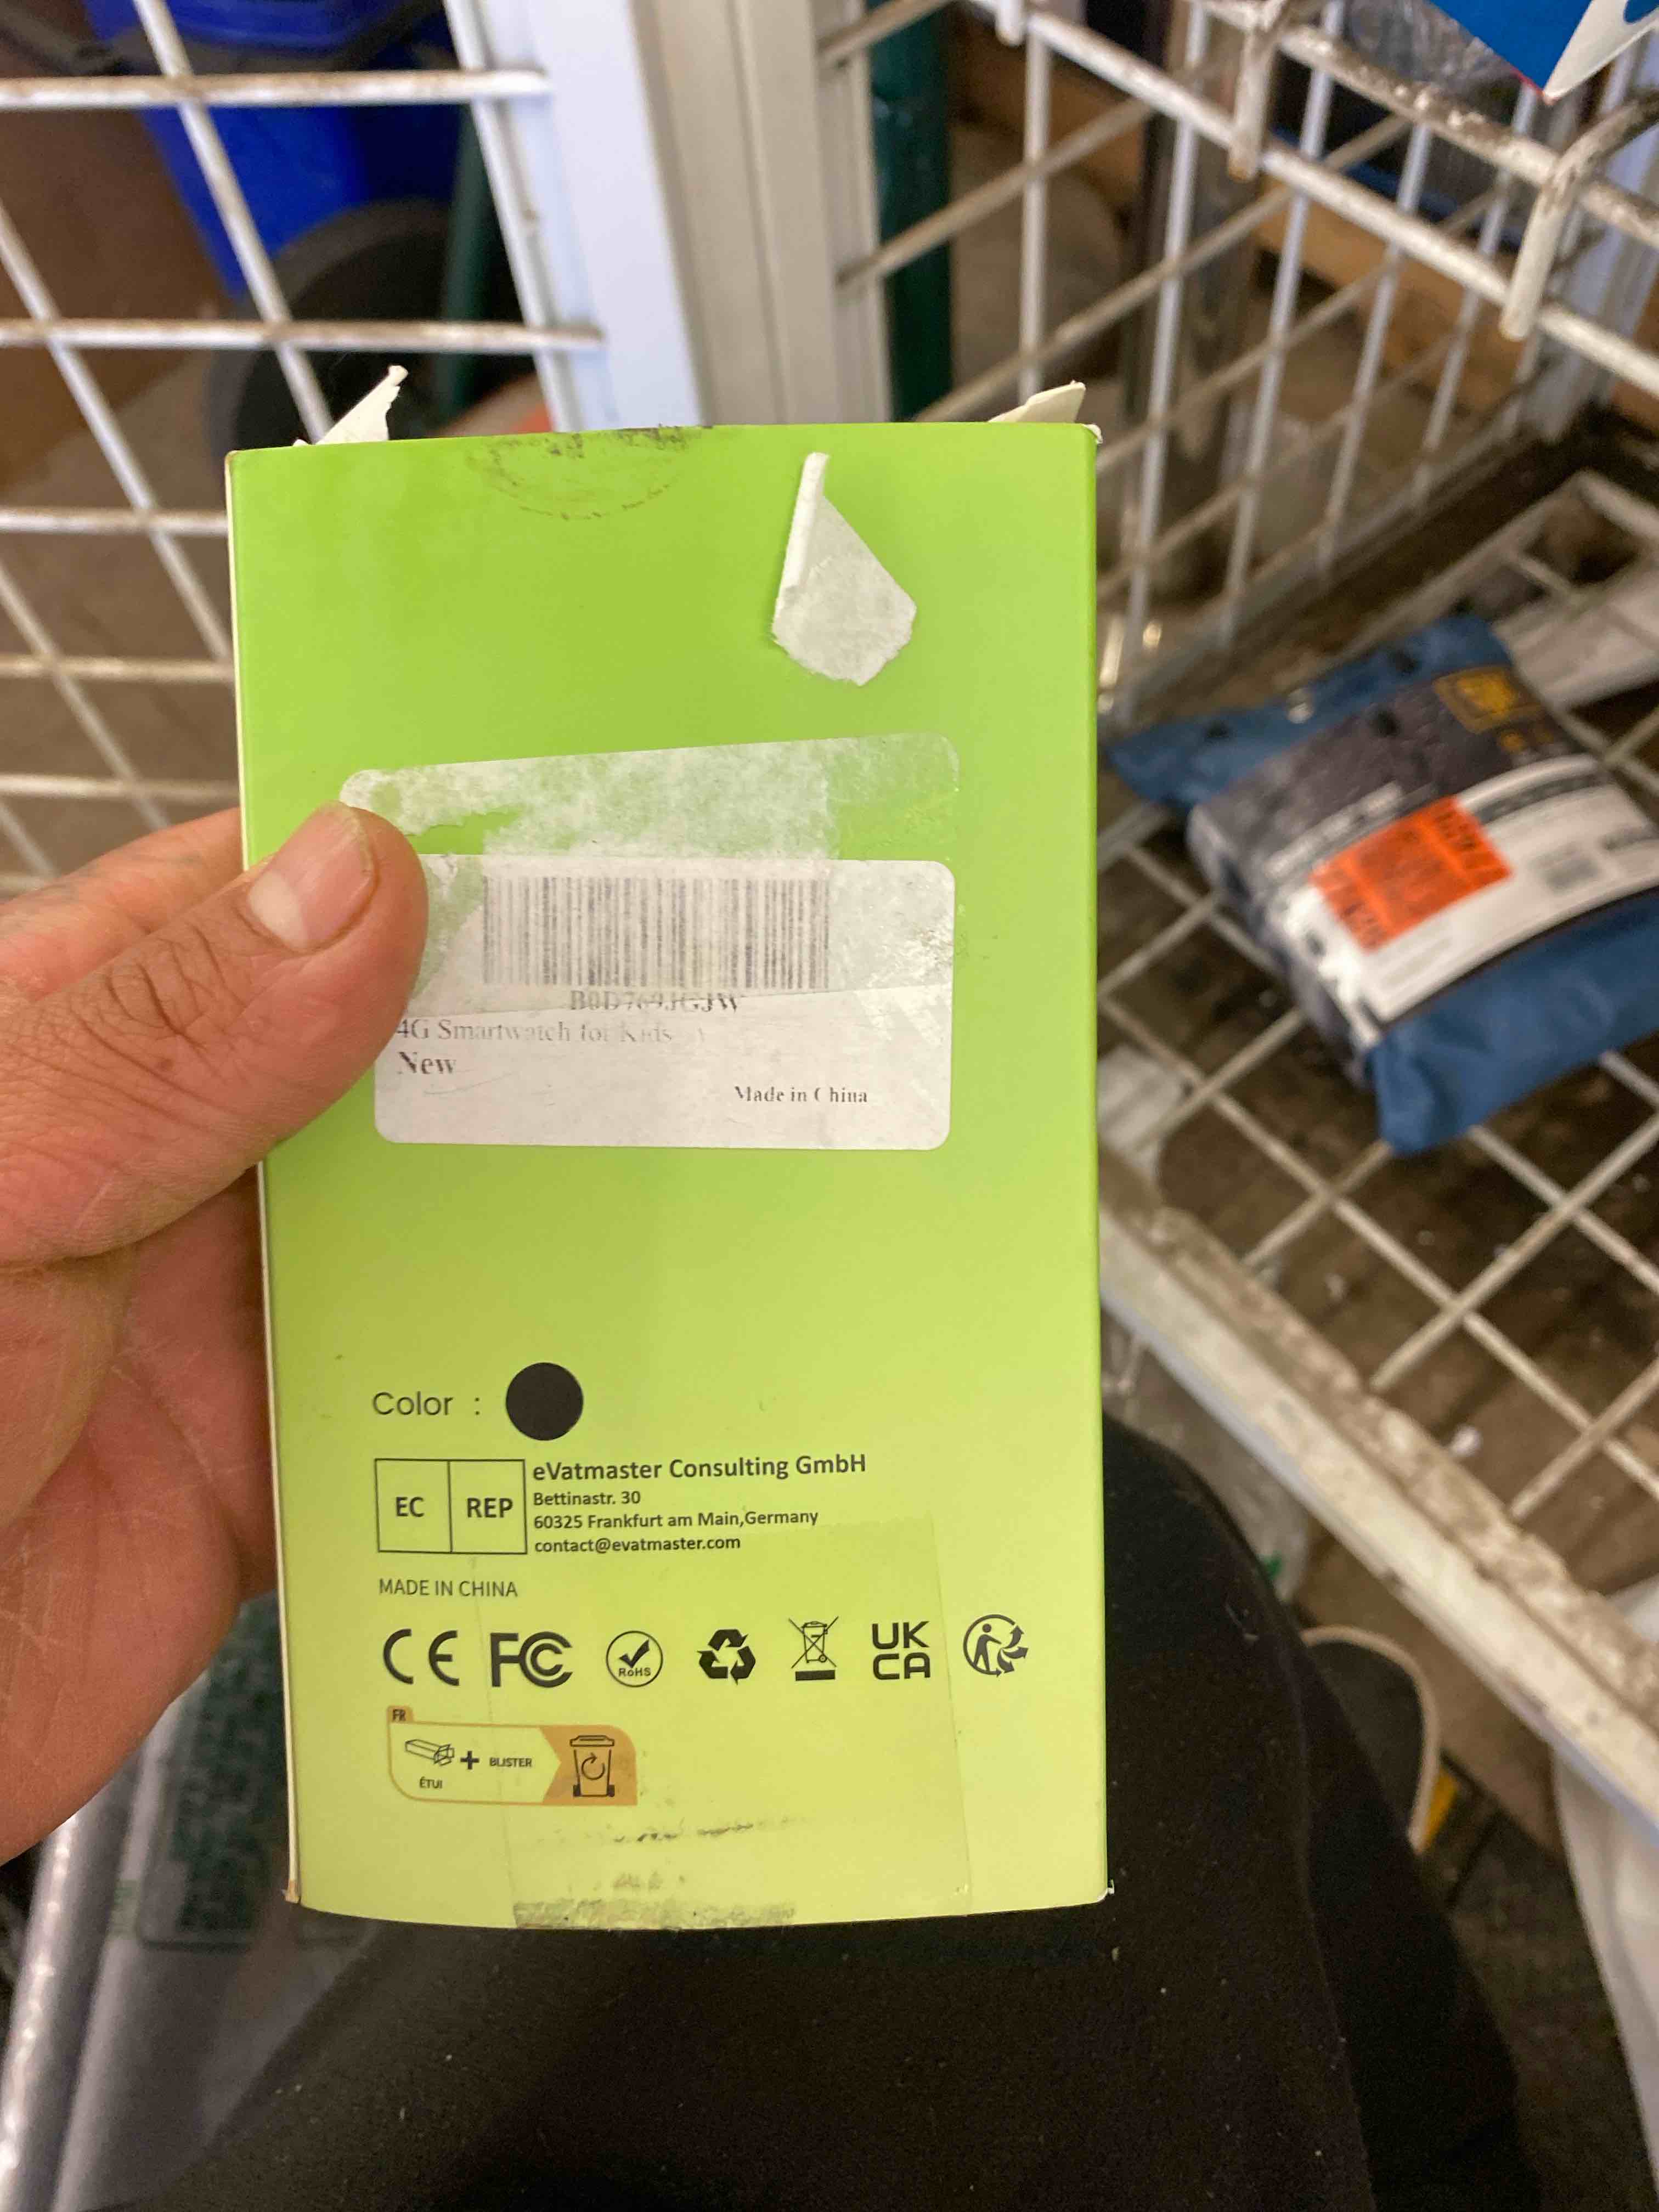 4G Smartwatch for Kids
New
Made in China
Color :
EC REP
eVatmaster Consulting GmbH
Bettinastr. 30
60325 Frankfurt am Main,Germany
contact@evatmaster.com
MADE IN CHINA
CE FC RoHS UK CA
FR
ÉTUI + BLISTER